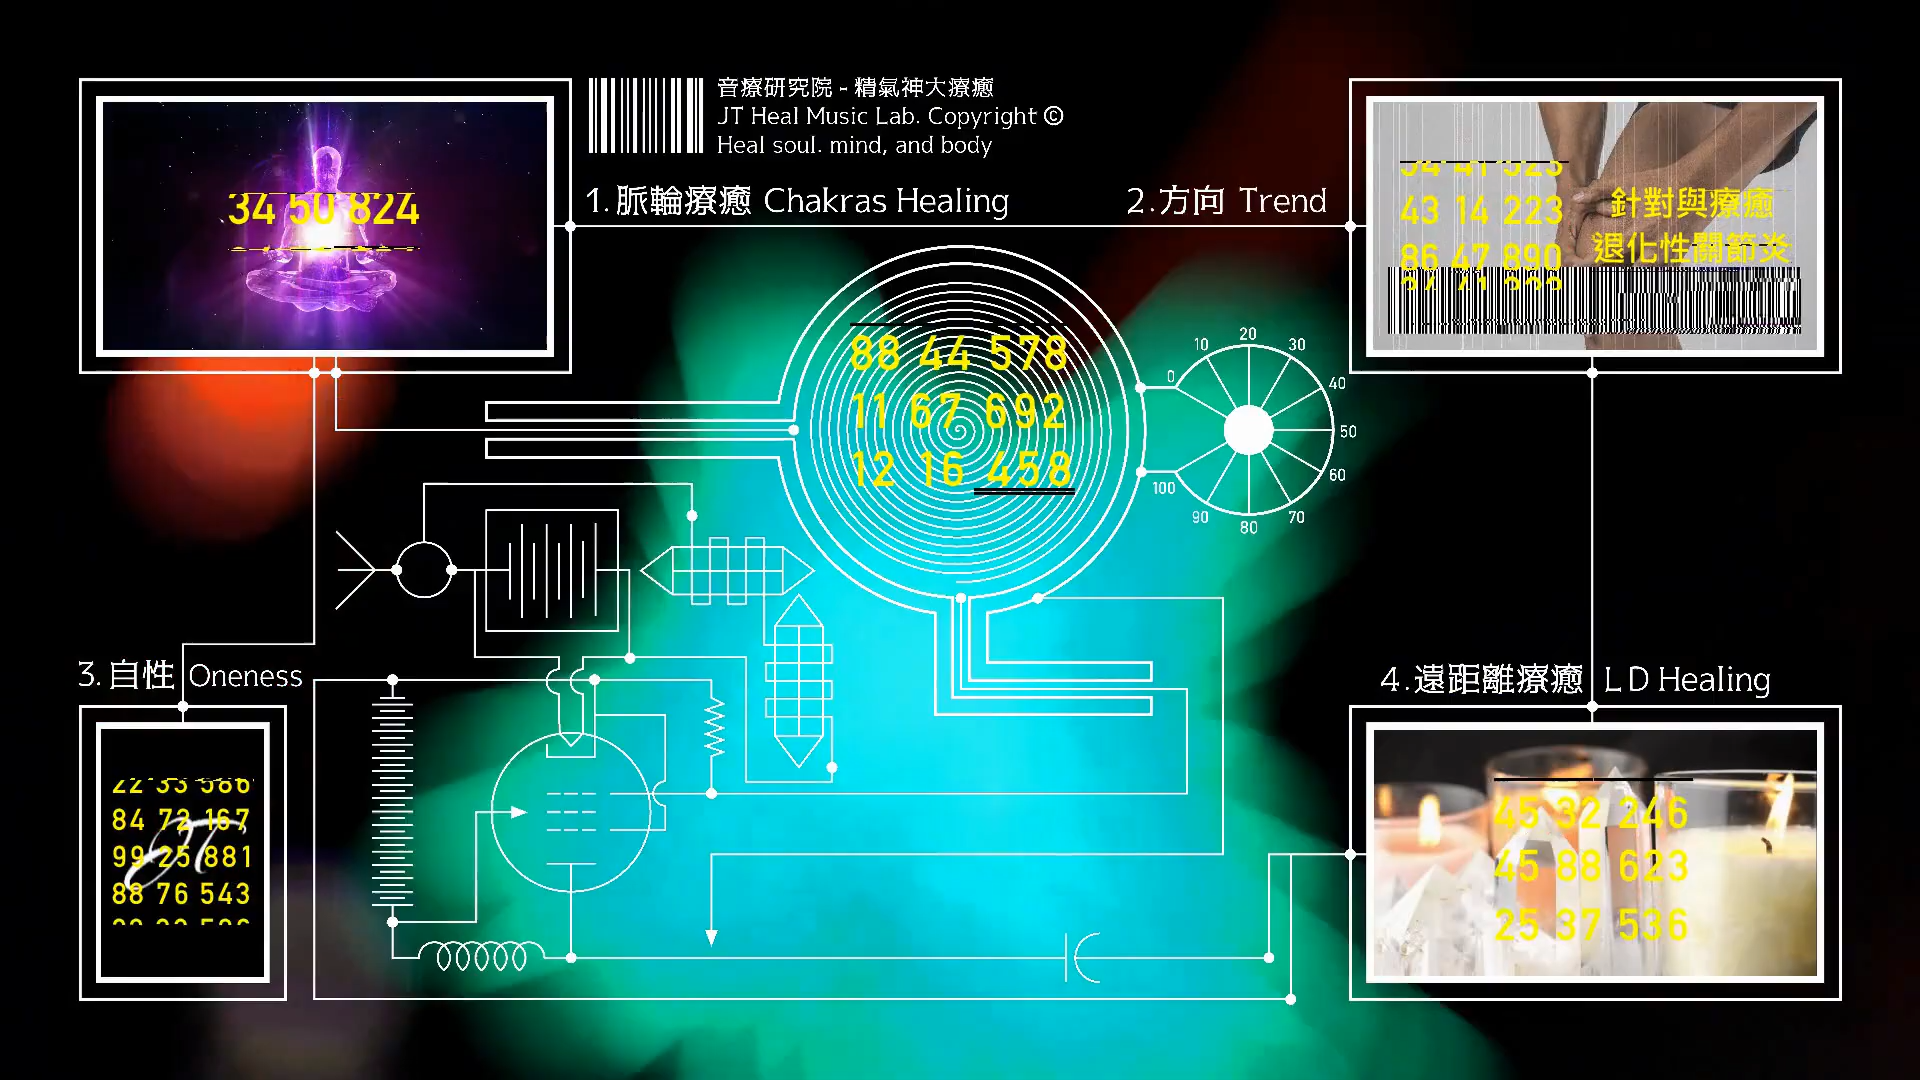 音療研究院 - 精氣神大療癒
JT Heal Music Lab. Copyright ©
Heal soul. mind, and body
1.脈輪療癒 Chakras Healing
2.方向 Trend
34 50 824
43 14 223
86 47 890
針對與療癒
退化性關節炎
88 44 578
11 67 692
12 16 458
0
10
20
30
40
50
60
70
80
90
100
3.自性 Oneness
22 33 586
84 72 167
99 25 881
88 76 543
JT
4.遠距離療癒 LD Healing
45 32 246
45 88 623
25 37 536